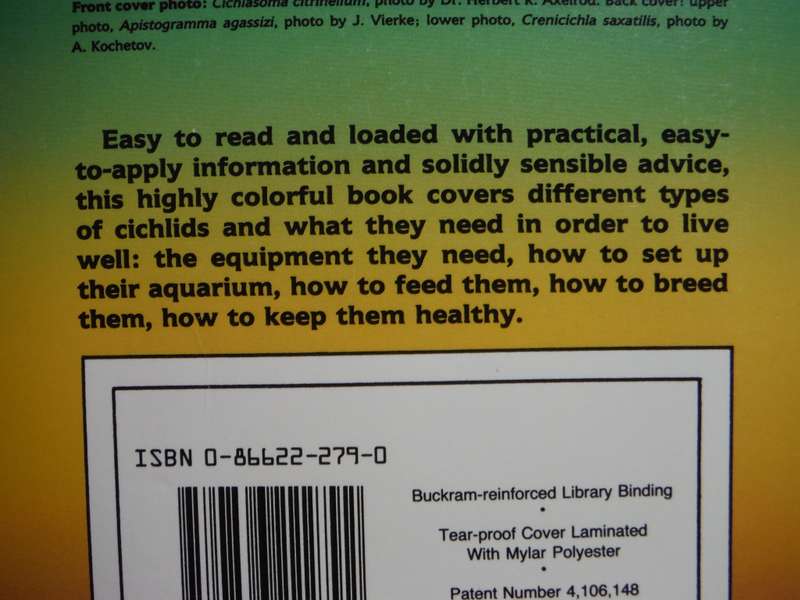 Front cover photo: Cichlasoma citrinellum, photo by Dr. Herbert R. Axelrod. Back cover: upper
photo, Apistogramma agassizi, photo by J. Vierke; lower photo, Crenicichla saxatilis, photo by
A. Kochetov.
Easy to read and loaded with practical, easy-
to-apply information and solidly sensible advice,
this highly colorful book covers different types
of cichlids and what they need in order to live
well: the equipment they need, how to set up
their aquarium, how to feed them, how to breed
them, how to keep them healthy.
ISBN 0-86622-279-0
Buckram-reinforced Library Binding
•
Tear-proof Cover Laminated
With Mylar Polyester
•
Patent Number 4,106,148